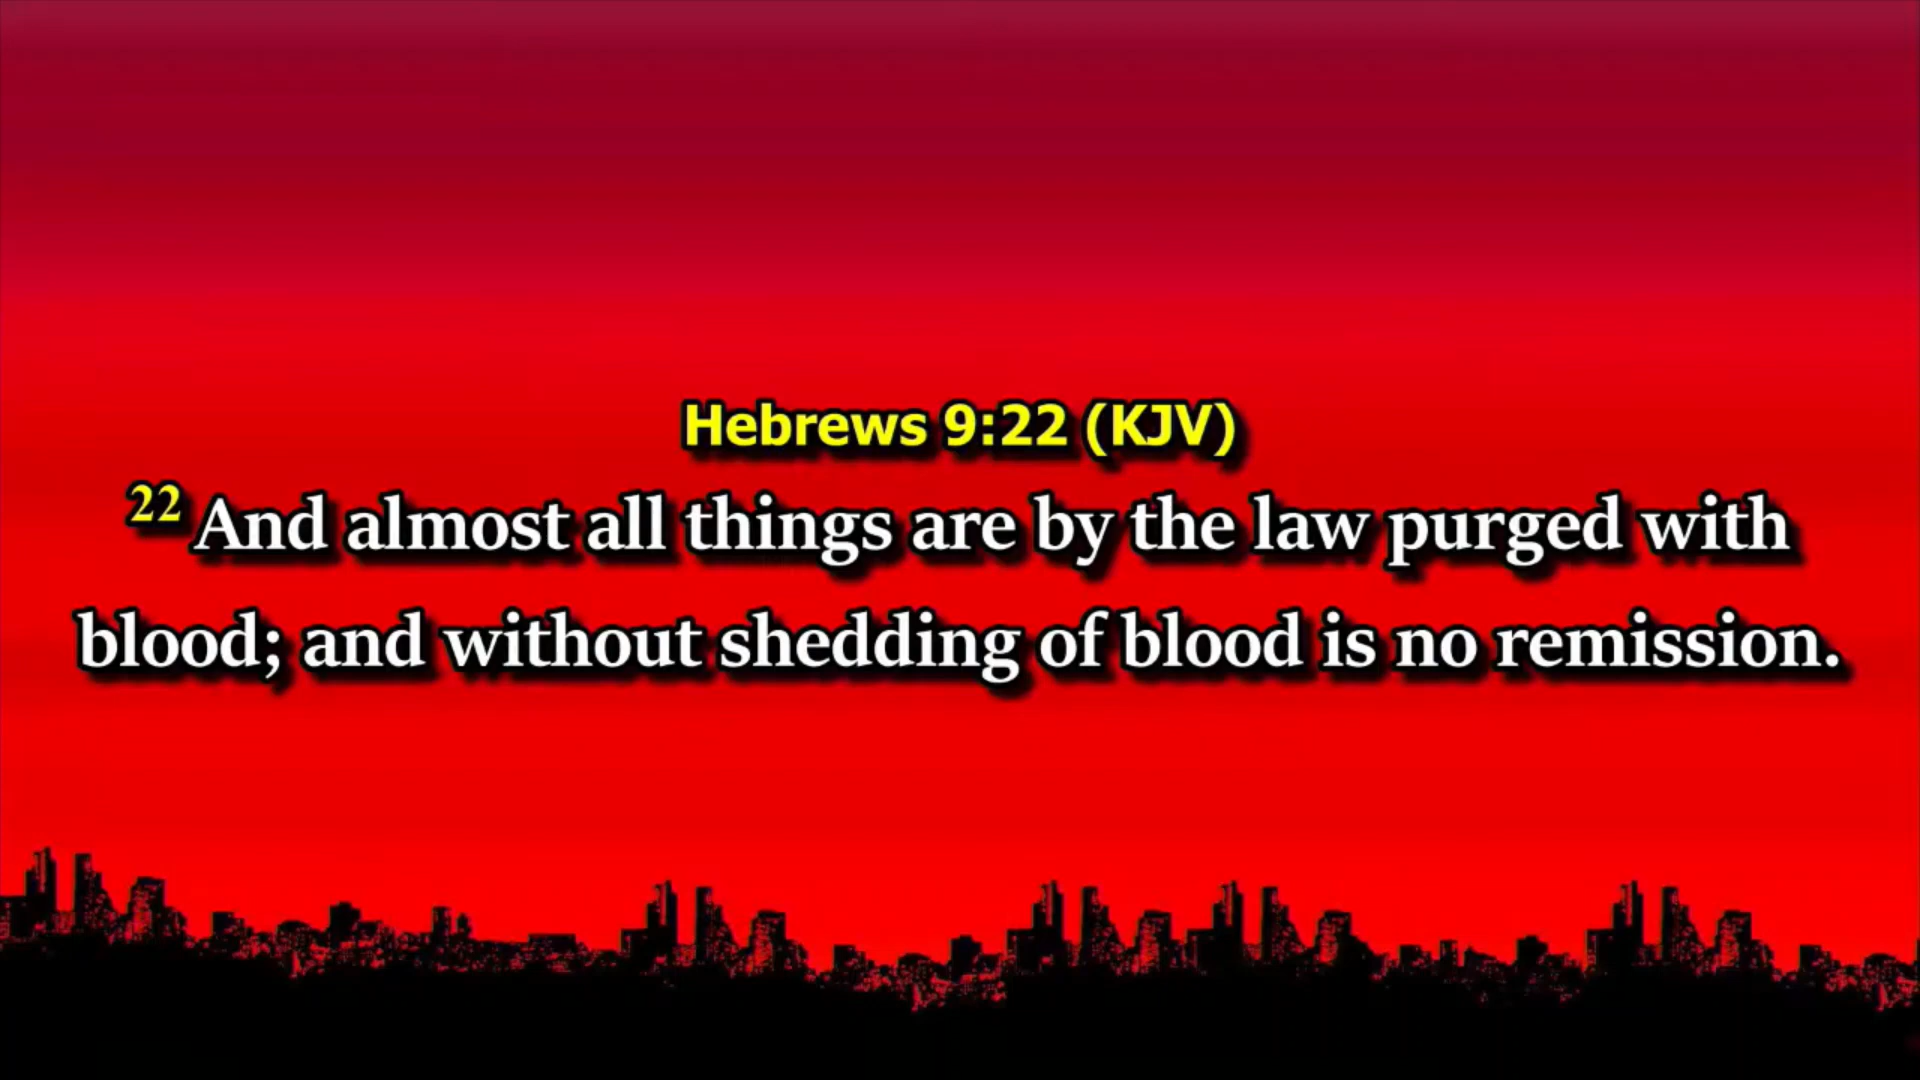 Hebrews 9:22 (KJV)
22 And almost all things are by the law purged with
blood; and without shedding of blood is no remission.